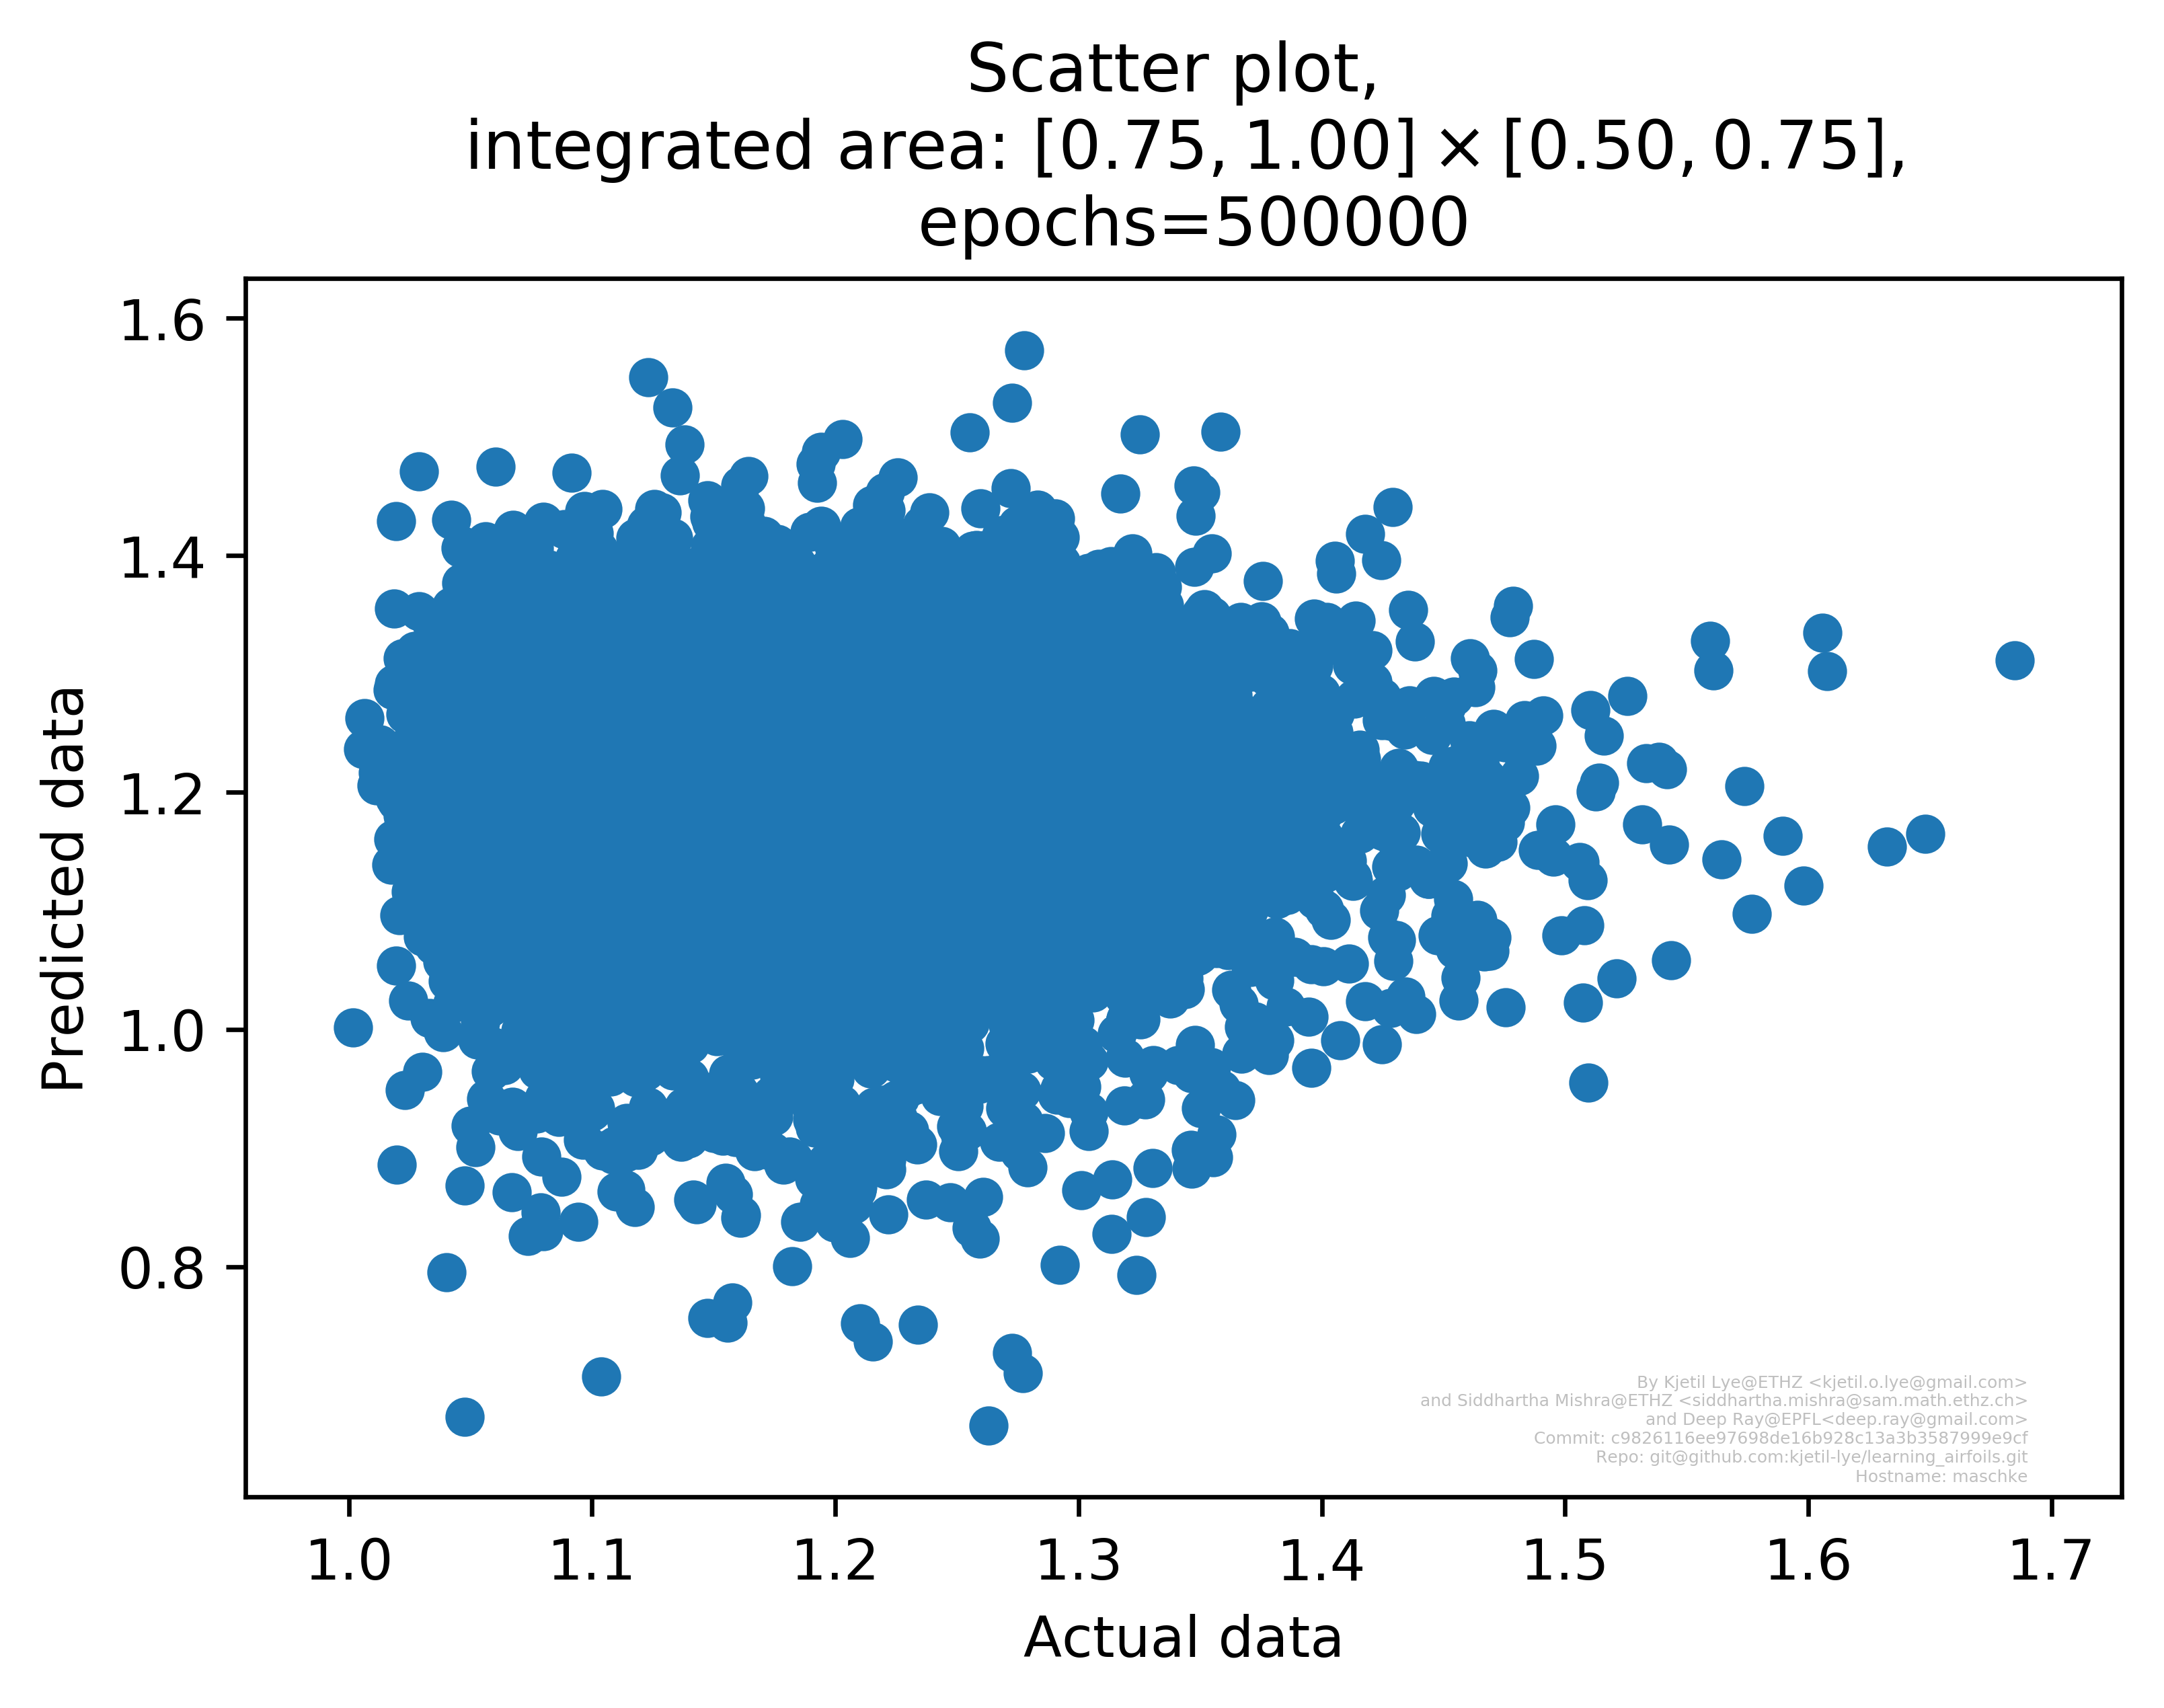 Scatter plot,
integrated area: [0.75, 1.00] × [0.50, 0.75],
epochs=500000
1.6
1.4
1.2
1.0
0.8
Predicted data
1.0 1.1 1.2 1.3 1.4 1.5 1.6 1.7
Actual data
By Kjetil Lye@ETHZ <kjetil.o.lye@gmail.com>
and Siddhartha Mishra@ETHZ <siddhartha.mishra@sam.math.ethz.ch>
and Deep Ray@EPFL<deep.ray@gmail.com>
Commit: c9826116ee97698de16b928c13a3b3587999e9cf
Repo: git@github.com:kjetil-lye/learning_airfoils.git
Hostname: maschke